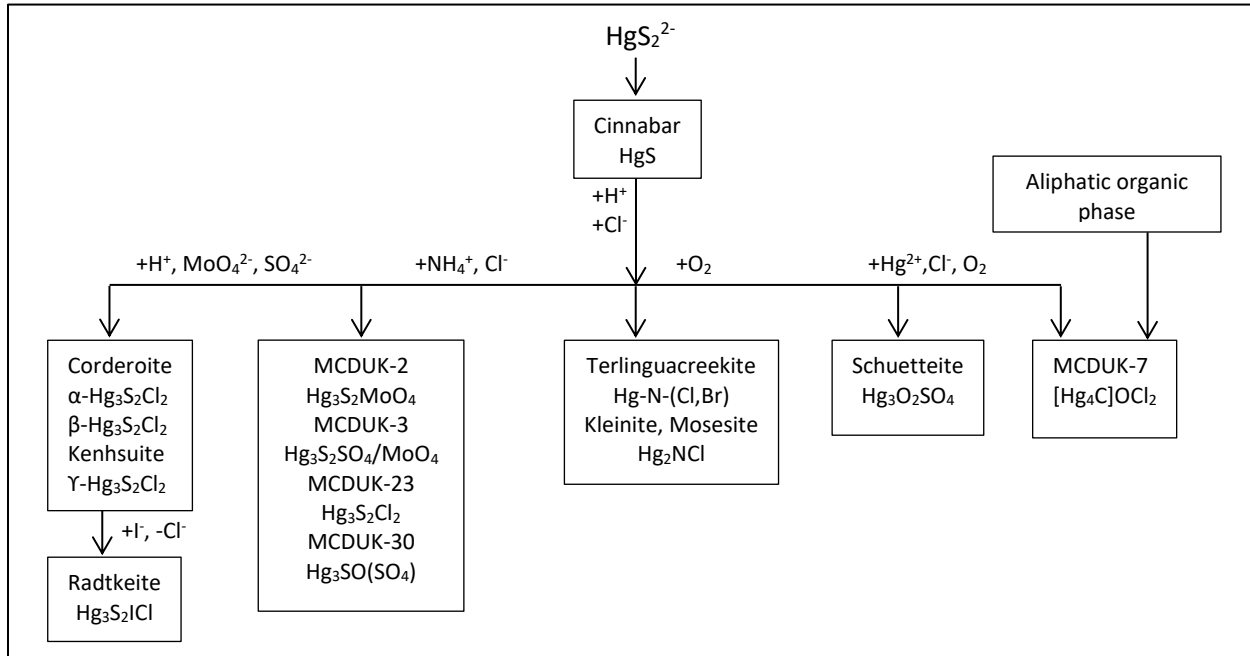 HgS₂²⁻
Cinnabar
HgS
Aliphatic organic
phase
+H⁺
+Cl⁻
+H⁺, MoO₄²⁻, SO₄²⁻
+NH₄⁺, Cl⁻
+O₂
+Hg²⁺,Cl⁻, O₂
Corderoite
α-Hg₃S₂Cl₂
β-Hg₃S₂Cl₂
Kenhsuite
ϒ-Hg₃S₂Cl₂
+I⁻, -Cl⁻
Radtkeite
Hg₃S₂ICl
MCDUK-2
Hg₃S₂MoO₄
MCDUK-3
Hg₃S₂SO₄/MoO₄
MCDUK-23
Hg₃S₂Cl₂
MCDUK-30
Hg₃SO(SO₄)
Terlinguacreekite
Hg-N-(Cl,Br)
Kleinite, Mosesite
Hg₂NCl
Schuetteite
Hg₃O₂SO₄
MCDUK-7
[Hg₄C]OCl₂